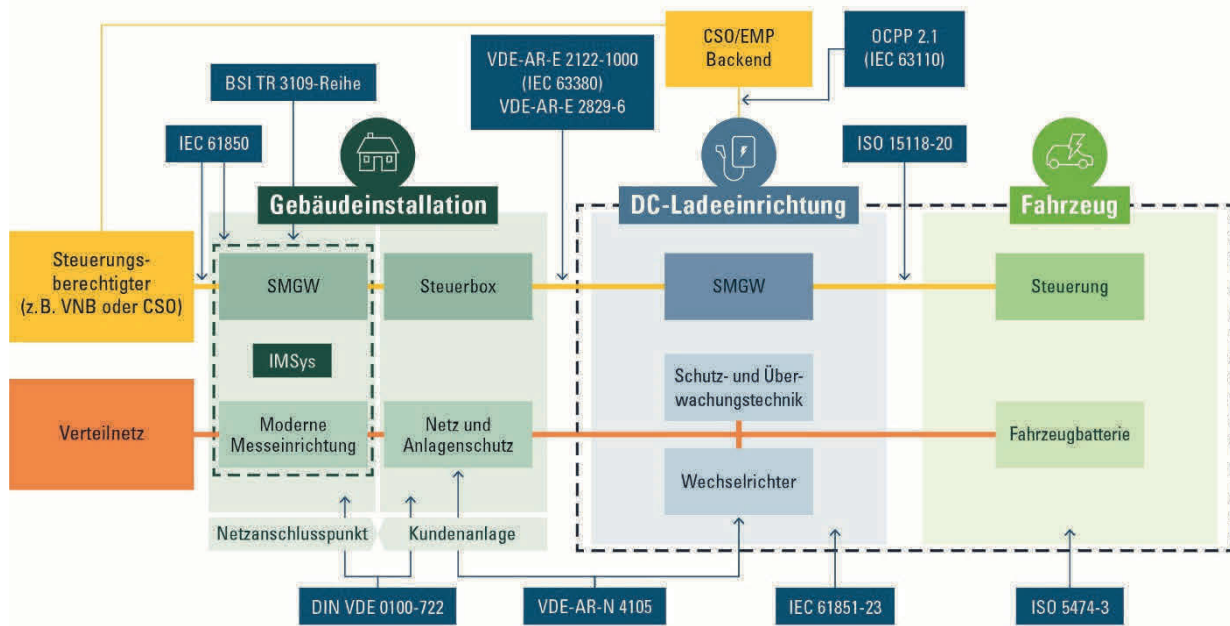 CSO/EMP
Backend
OCPP 2.1
(IEC 63110)
VDE-AR-E 2122-1000
(IEC 63380)
VDE-AR-E 2829-6
BSI TR 3109-Reihe
IEC 61850
ISO 15118-20
Gebäudeinstallation
DC-Ladeeinrichtung
Fahrzeug
Steuerungs-
berechtigter
(z.B. VNB oder CSO)
SMGW
Steuerbox
SMGW
Steuerung
IMSys
Verteilnetz
Moderne
Messeinrichtung
Netz und
Anlagenschutz
Schutz- und Über-
wachungstechnik
Wechselrichter
Fahrzeugbatterie
Netzanschlusspunkt
Kundenanlage
DIN VDE 0100-722
VDE-AR-N 4105
IEC 61851-23
ISO 5474-3